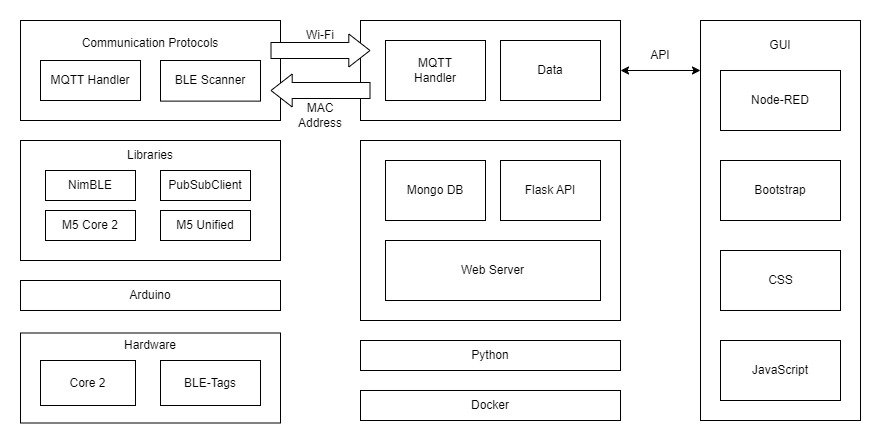 Communication Protocols
MQTT Handler
BLE Scanner
Libraries
NimBLE
PubSubClient
M5 Core 2
M5 Unified
Arduino
Hardware
Core 2
BLE-Tags
Wi-Fi
MAC
Address
MQTT
Handler
Data
Mongo DB
Flask API
Web Server
Python
Docker
API
GUI
Node-RED
Bootstrap
CSS
JavaScript